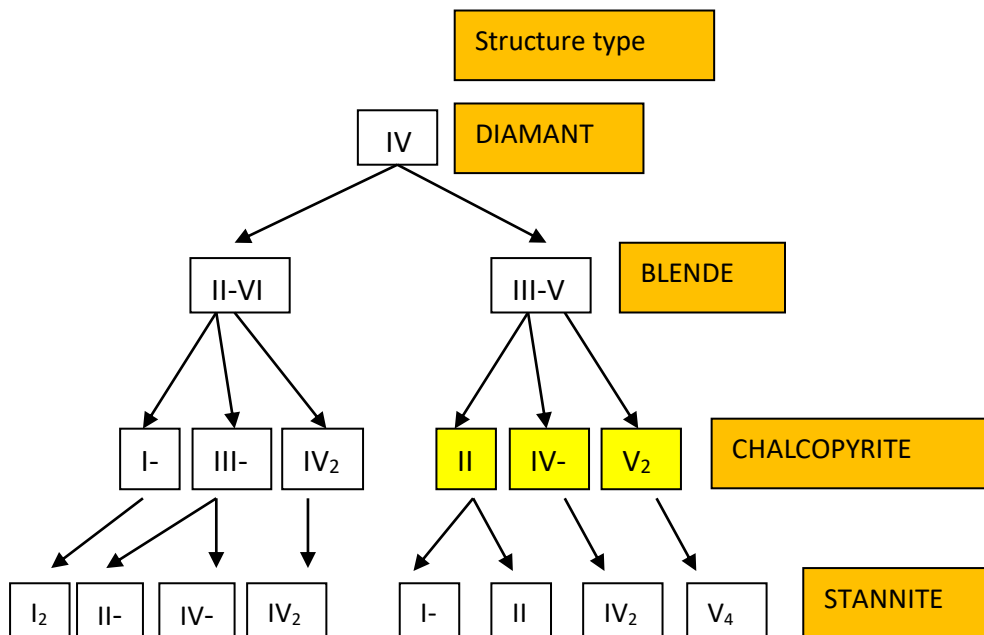 Structure type
IV
DIAMANT
II-VI
III-V
BLENDE
I-
III-
IV₂
II
IV-
V₂
CHALCOPYRITE
I₂
II-
IV-
IV₂
I-
II
IV₂
V₄
STANNITE